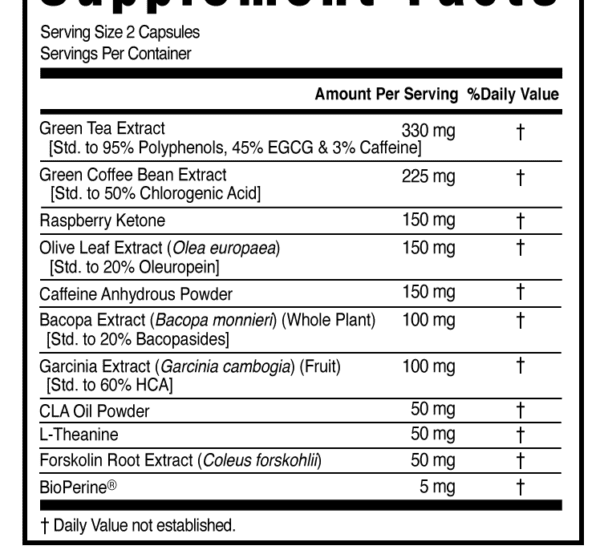 Supplement Facts
Serving Size 2 Capsules
Servings Per Container
Amount Per Serving %Daily Value
Green Tea Extract 330 mg †
[Std. to 95% Polyphenols, 45% EGCG & 3% Caffeine]
Green Coffee Bean Extract 225 mg †
[Std. to 50% Chlorogenic Acid]
Raspberry Ketone 150 mg †
Olive Leaf Extract (Olea europaea) 150 mg †
[Std. to 20% Oleuropein]
Caffeine Anhydrous Powder 150 mg †
Bacopa Extract (Bacopa monnieri) (Whole Plant) 100 mg †
[Std. to 20% Bacopasides]
Garcinia Extract (Garcinia cambogia) (Fruit) 100 mg †
[Std. to 60% HCA]
CLA Oil Powder 50 mg †
L-Theanine 50 mg †
Forskolin Root Extract (Coleus forskohlii) 50 mg †
BioPerine® 5 mg †
† Daily Value not established.